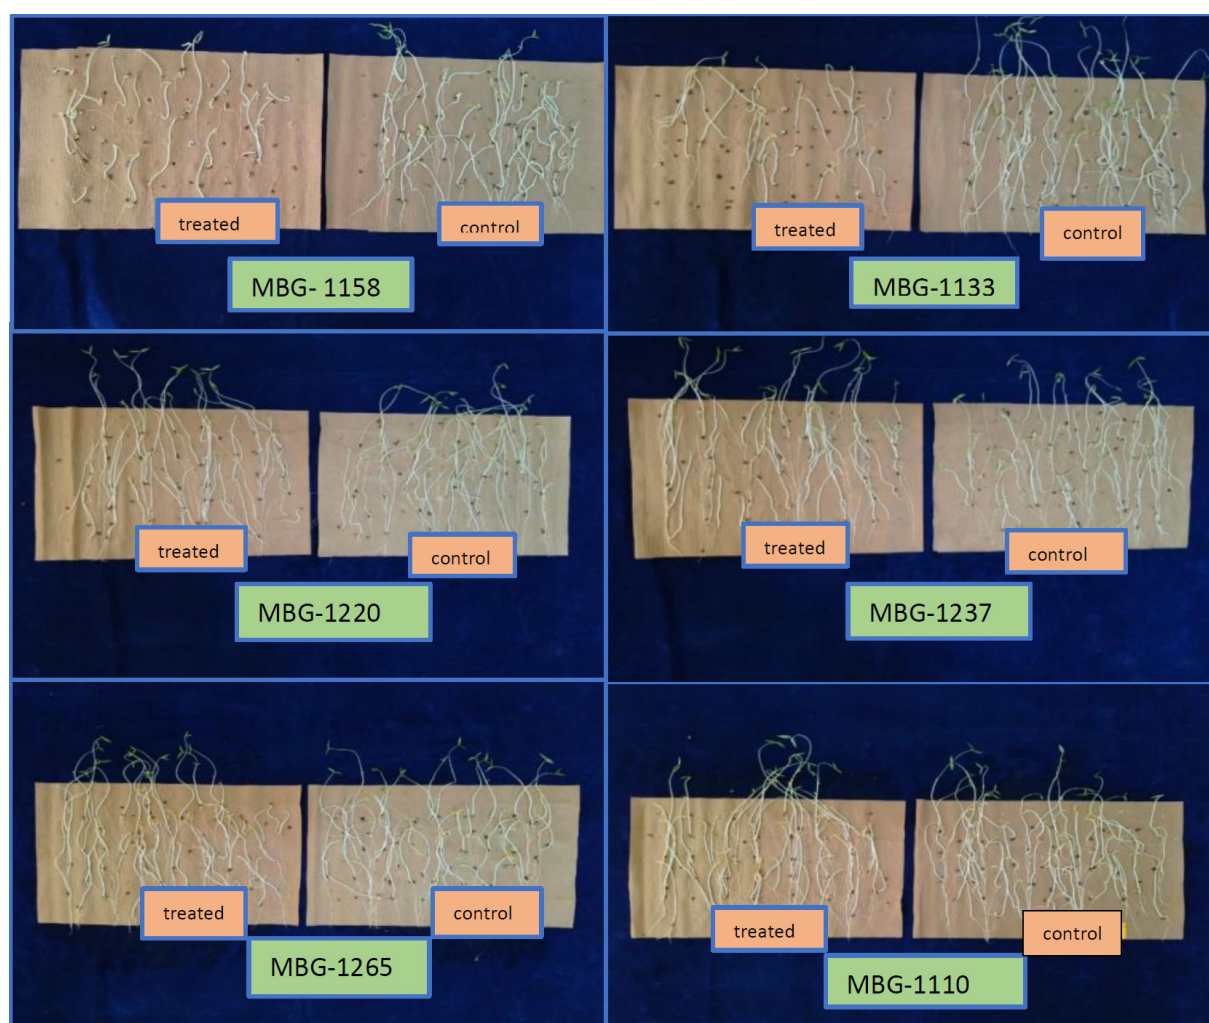 treated
control
MBG- 1158
treated
control
MBG-1133
treated
control
MBG-1220
treated
control
MBG-1237
treated
control
MBG-1265
treated
control
MBG-1110